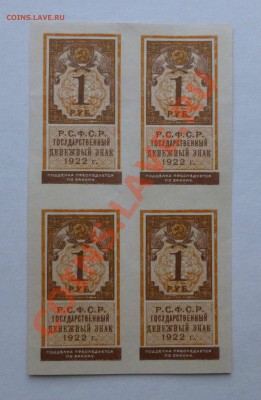 COINS.LAVE.RU
1 1
РУБ. РУБ.
Р.С.Ф.С.Р. Р.С.Ф.С.Р.
ГОСУДАРСТВЕННЫЙ ГОСУДАРСТВЕННЫЙ
ДЕНЕЖНЫЙ ЗНАК ДЕНЕЖНЫЙ ЗНАК
1922 г. 1922 г.
ПОДДЕЛКА ПРЕСЛЕДУЕТСЯ ПОДДЕЛКА ПРЕСЛЕДУЕТСЯ
ПО ЗАКОНУ. ПО ЗАКОНУ.
1 1
РУБ. РУБ.
Р.С.Ф.С.Р. Р.С.Ф.С.Р.
ГОСУДАРСТВЕННЫЙ ГОСУДАРСТВЕННЫЙ
ДЕНЕЖНЫЙ ЗНАК ДЕНЕЖНЫЙ ЗНАК
1922 г. 1922 г.
ПОДДЕЛКА ПРЕСЛЕДУЕТСЯ ПОДДЕЛКА ПРЕСЛЕДУЕТСЯ
ПО ЗАКОНУ. ПО ЗАКОНУ.